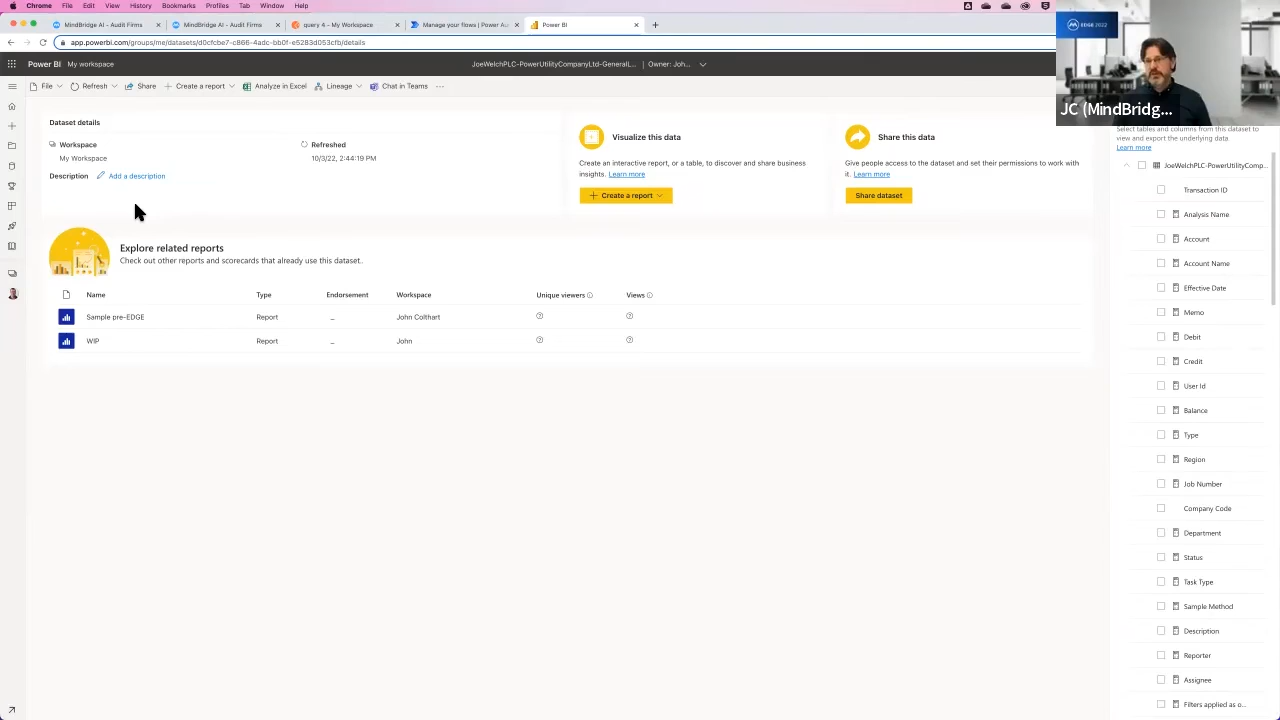 Chrome File Edit View History Bookmarks Profiles Tab Window Help
MindBridge AI - Audit Firms MindBridge AI - Audit Firms query 4 - My Workspace Manage your flows | Power Au Power BI
app.powerbi.com/groups/me/datasets/d0cfcbe7-c866-4adc-bb0f-e5283d053cfb/details
Power BI My workspace JoeWelchPLC-PowerUtilityCompanyLtd-GeneralL... | Owner: Joh...
File Refresh Share Create a report Analyze in Excel Lineage Chat in Teams ...
EDGE 2022
JC (MindBridg...
Dataset details
Workspace
My Workspace
Refreshed
10/3/22, 2:44:19 PM
Description Add a description
Visualize this data
Create an interactive report, or a table, to discover and share business
insights. Learn more
Create a report
Share this data
Give people access to the dataset and set their permissions to work with
it. Learn more
Share dataset
Explore related reports
Check out other reports and scorecards that already use this dataset.
Name Type Endorsement Workspace Unique viewers Views
Sample pre-EDGE Report – John Colthart
WIP Report – John
Select tables and columns from this dataset to
view and export the underlying data
Learn more
JoeWelchPLC-PowerUtilityComp...
Transaction ID
Analysis Name
Account
Account Name
Effective Date
Memo
Debit
Credit
User Id
Balance
Type
Region
Job Number
Company Code
Department
Status
Task Type
Sample Method
Description
Reporter
Assignee
Filters applied as o...